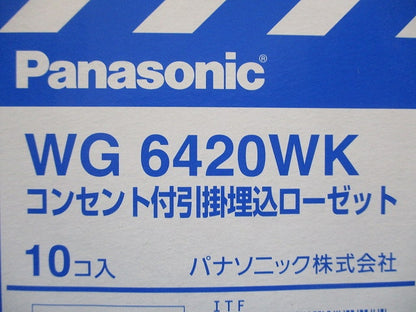 Panasonic®
WG 6420WK
コンセント付引掛埋込ローゼット
10コ入 パナソニック株式会社
ITF